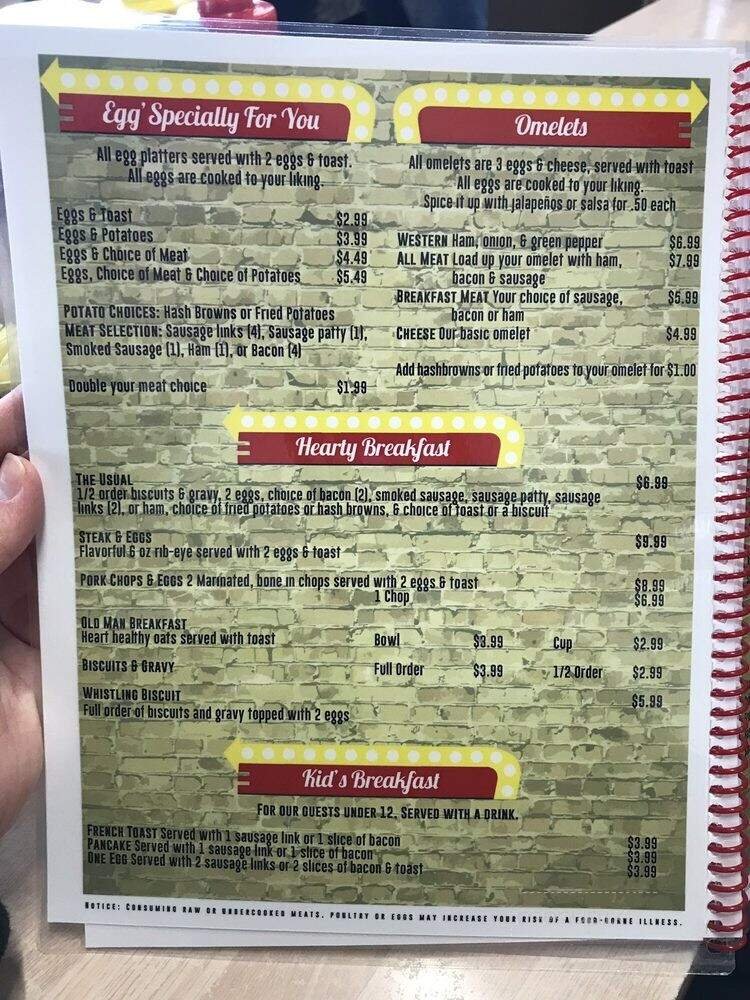 Egg' Specially For You
All egg platters served with 2 eggs & toast.
All eggs are cooked to your liking.
Eggs & Toast $2.99
Eggs & Potatoes $3.99
Eggs & Choice of Meat $4.49
Eggs, Choice of Meat & Choice of Potatoes $5.49
POTATO CHOICES: Hash Browns or Fried Potatoes
MEAT SELECTION: Sausage links (4), Sausage patty (1),
Smoked Sausage (1), Ham (1), or Bacon (4)
Double your meat choice $1.99
Omelets
All omelets are 3 eggs & cheese, served with toast
All eggs are cooked to your liking.
Spice it up with jalapeños or salsa for .50 each
WESTERN Ham, onion, & green pepper $6.99
ALL MEAT Load up your omelet with ham, $7.99
bacon & sausage
BREAKFAST MEAT Your choice of sausage, $5.99
bacon or ham
CHEESE Our basic omelet $4.99
Add hashbrowns or fried potatoes to your omelet for $1.00
Hearty Breakfast
THE USUAL $6.99
1/2 order biscuits & gravy, 2 eggs, choice of bacon (2), smoked sausage, sausage patty, sausage
links (2), or ham, choice of fried potatoes or hash browns, & choice of toast or a biscuit
STEAK & EGGS $9.99
Flavorful 6 oz rib-eye served with 2 eggs & toast
PORK CHOPS & EGGS 2 Marinated, bone in chops served with 2 eggs & toast $8.99
1 Chop $6.99
OLD MAN BREAKFAST
Heart healthy oats served with toast Bowl $3.99 Cup $2.99
BISCUITS & GRAVY Full Order $3.99 1/2 Order $2.99
WHISTLING BISCUIT $5.99
Full order of biscuits and gravy topped with 2 eggs
Kid's Breakfast
FOR OUR GUESTS UNDER 12, SERVED WITH A DRINK.
FRENCH TOAST Served with 1 sausage link or 1 slice of bacon $3.99
PANCAKE Served with 1 sausage link or 1 slice of bacon $3.99
ONE EGG Served with 2 sausage links or 2 slices of bacon & toast $3.99
NOTICE: CONSUMING RAW OR UNDERCOOKED MEATS, POULTRY OR EGGS MAY INCREASE YOUR RISK OF A FOOD-BORNE ILLNESS.